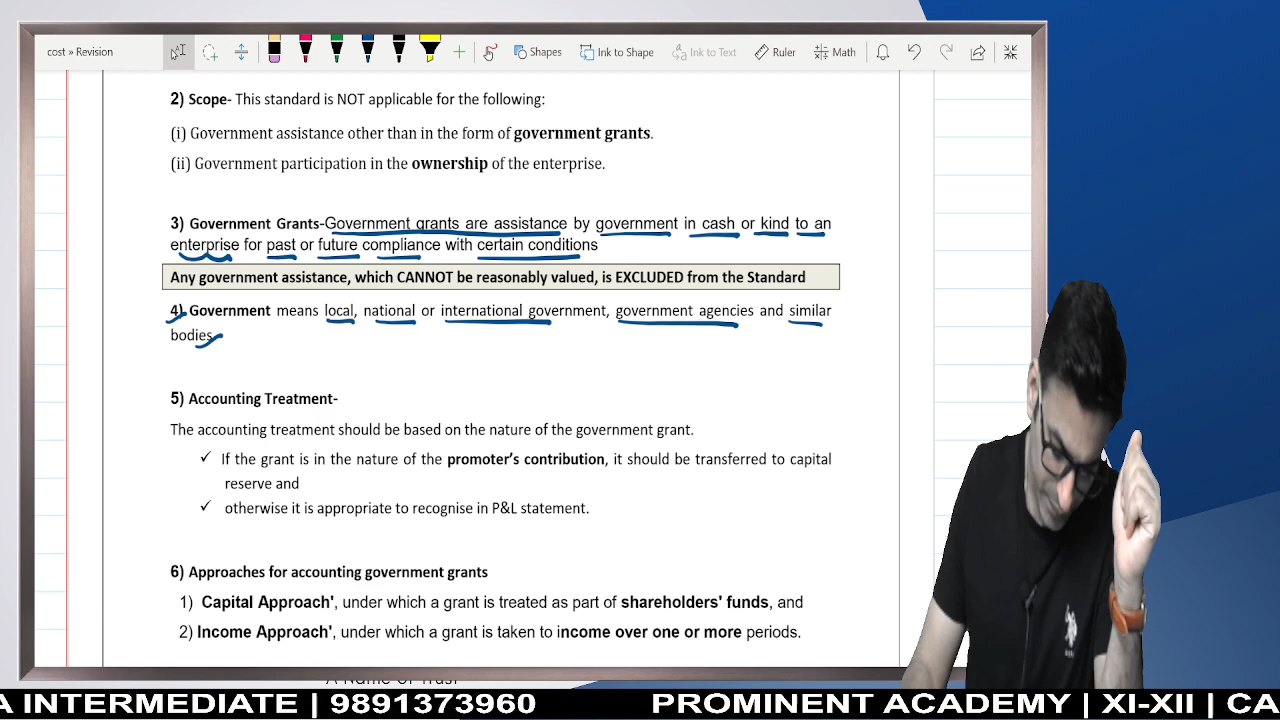 cost » Revision
Shapes
Ink to Shape
Ink to Text
Ruler
Math
2) Scope- This standard is NOT applicable for the following:
(i) Government assistance other than in the form of government grants.
(ii) Government participation in the ownership of the enterprise.
3) Government Grants-Government grants are assistance by government in cash or kind to an
enterprise for past or future compliance with certain conditions
Any government assistance, which CANNOT be reasonably valued, is EXCLUDED from the Standard
4) Government means local, national or international government, government agencies and similar
bodies
5) Accounting Treatment-
The accounting treatment should be based on the nature of the government grant.
✓ If the grant is in the nature of the promoter's contribution, it should be transferred to capital
reserve and
✓ otherwise it is appropriate to recognise in P&L statement.
6) Approaches for accounting government grants
1) Capital Approach', under which a grant is treated as part of shareholders' funds, and
2) Income Approach', under which a grant is taken to income over one or more periods.
A INTERMEDIATE | 9891373960 PROMINENT ACADEMY | XI-XII | CA